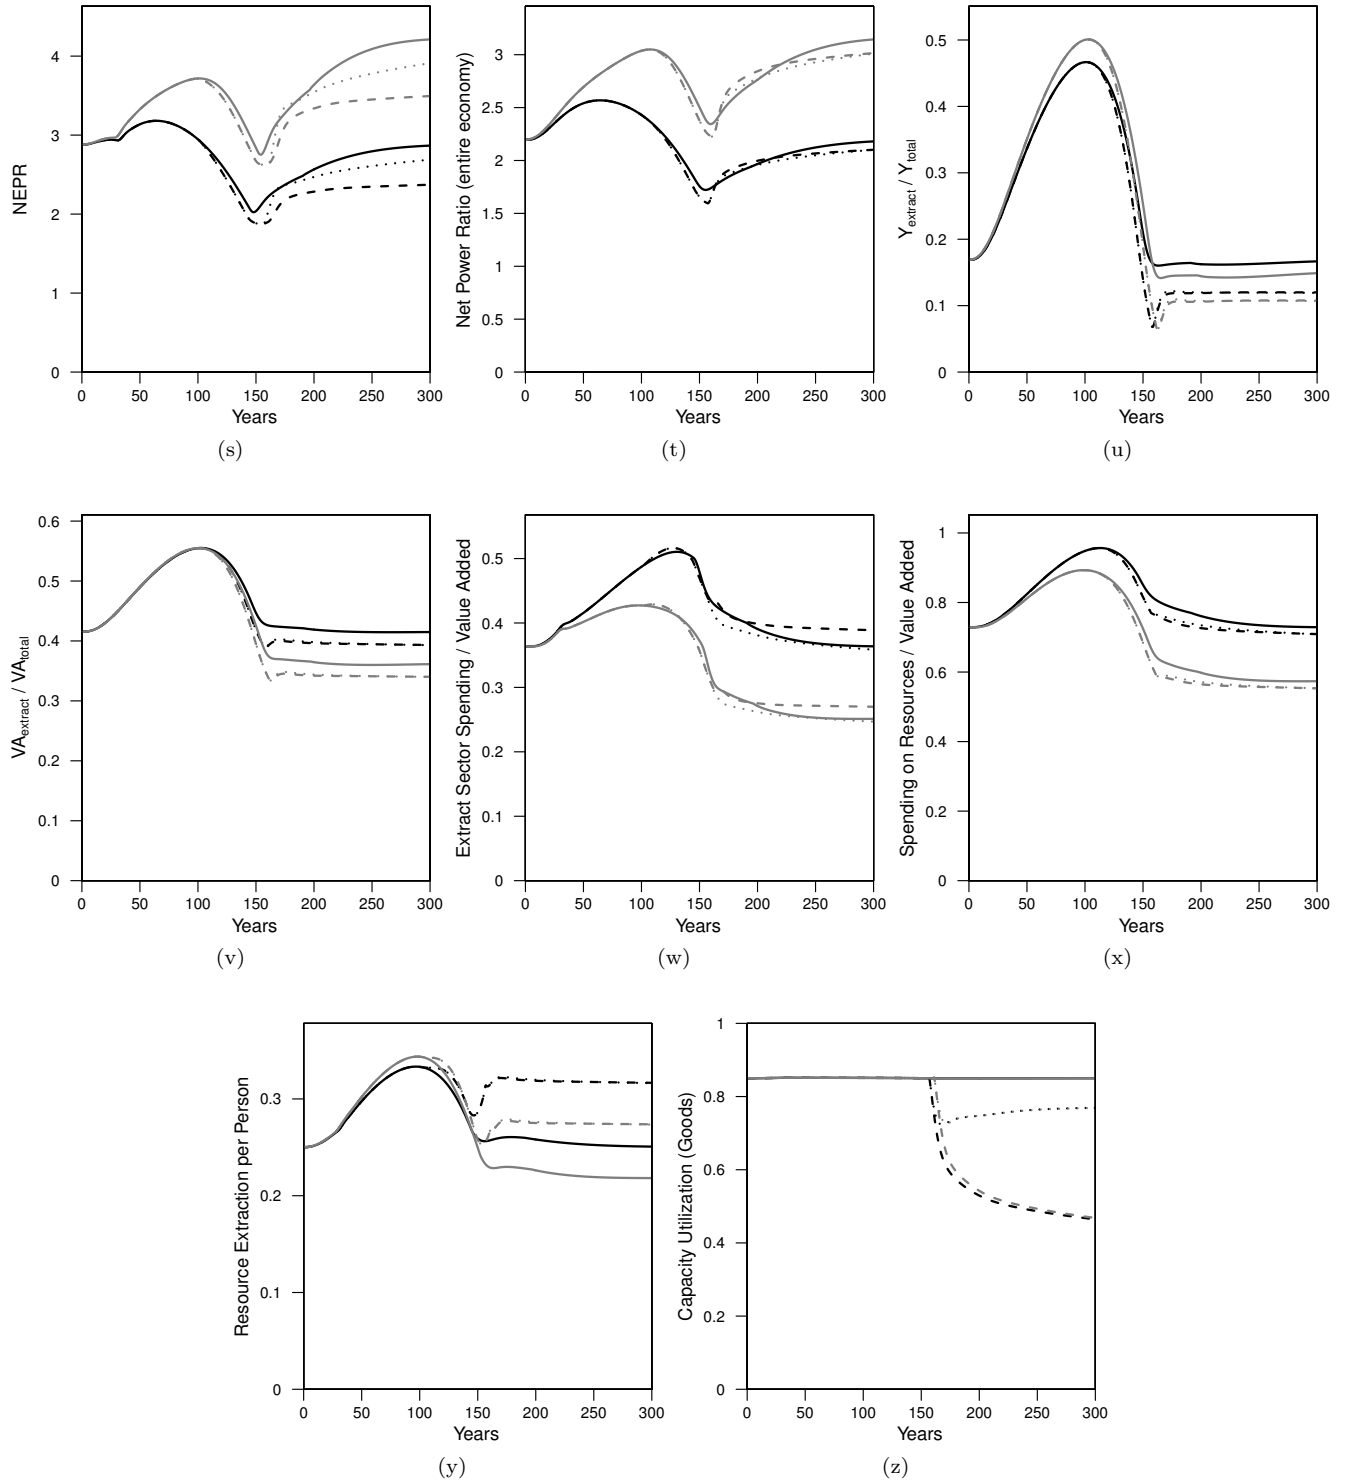 NEPR
4
3
2
1
0
0 50 100 150 200 250 300
Years
(s)
Net Power Ratio (entire economy)
3
2.5
2
1.5
1
0.5
0
0 50 100 150 200 250 300
Years
(t)
Yextract / Ytotal
0.5
0.4
0.3
0.2
0.1
0
0 50 100 150 200 250 300
Years
(u)
VAextract / VAtotal
0.6
0.5
0.4
0.3
0.2
0.1
0
0 50 100 150 200 250 300
Years
(v)
Extract Sector Spending / Value Added
0.5
0.4
0.3
0.2
0.1
0
0 50 100 150 200 250 300
Years
(w)
Spending on Resources / Value Added
1
0.8
0.6
0.4
0.2
0
0 50 100 150 200 250 300
Years
(x)
Resource Extraction per Person
0.3
0.2
0.1
0
0 50 100 150 200 250 300
Years
(y)
Capacity Utilization (Goods)
1
0.8
0.6
0.4
0.2
0
0 50 100 150 200 250 300
Years
(z)